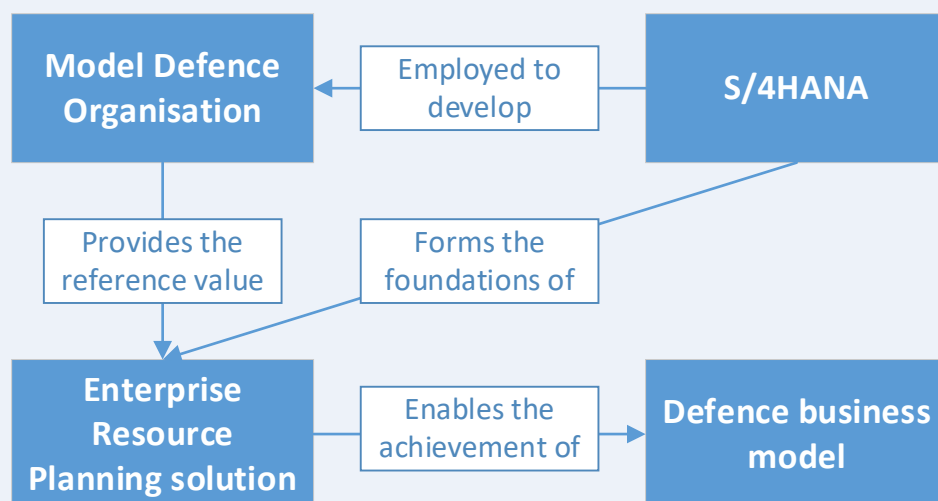 Model Defence
Organisation
Employed to
develop
S/4HANA
Provides the
reference value
Forms the
foundations of
Enterprise
Resource
Planning solution
Enables the
achievement of
Defence business
model